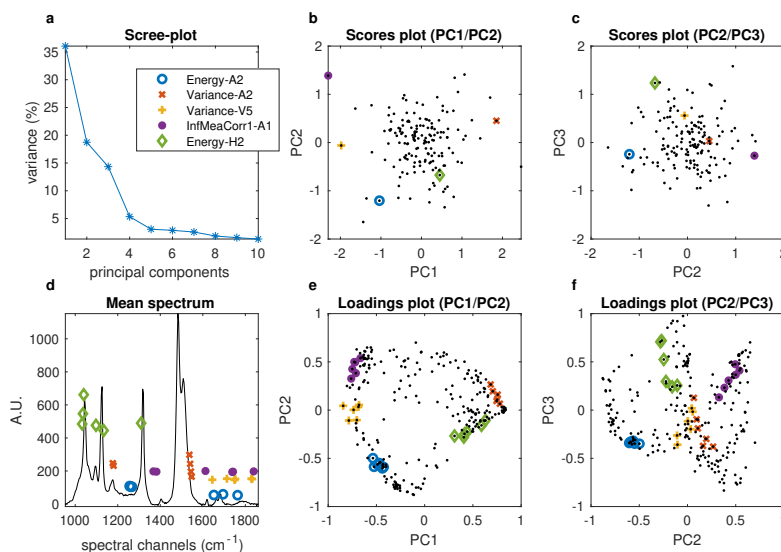 a
Scree-plot
35
30
25
20
15
10
5
variance (%)
2
4
6
8
10
principal components
Energy-A2
Variance-A2
Variance-V5
InfMeaCorr1-A1
Energy-H2
b
Scores plot (PC1/PC2)
2
1
0
-1
-2
PC2
-2
-1
0
1
2
PC1
c
Scores plot (PC2/PC3)
2
1
0
-1
-2
PC3
-2
-1
0
1
2
PC2
d
Mean spectrum
1000
800
600
400
200
0
A.U.
1000
1200
1400
1600
1800
spectral channels (cm⁻¹)
e
Loadings plot (PC1/PC2)
1
0.5
0
-0.5
-1
PC2
-1
-0.5
0
0.5
1
PC1
f
Loadings plot (PC2/PC3)
1
0.5
0
-0.5
-1
PC3
-1
-0.5
0
0.5
1
PC2